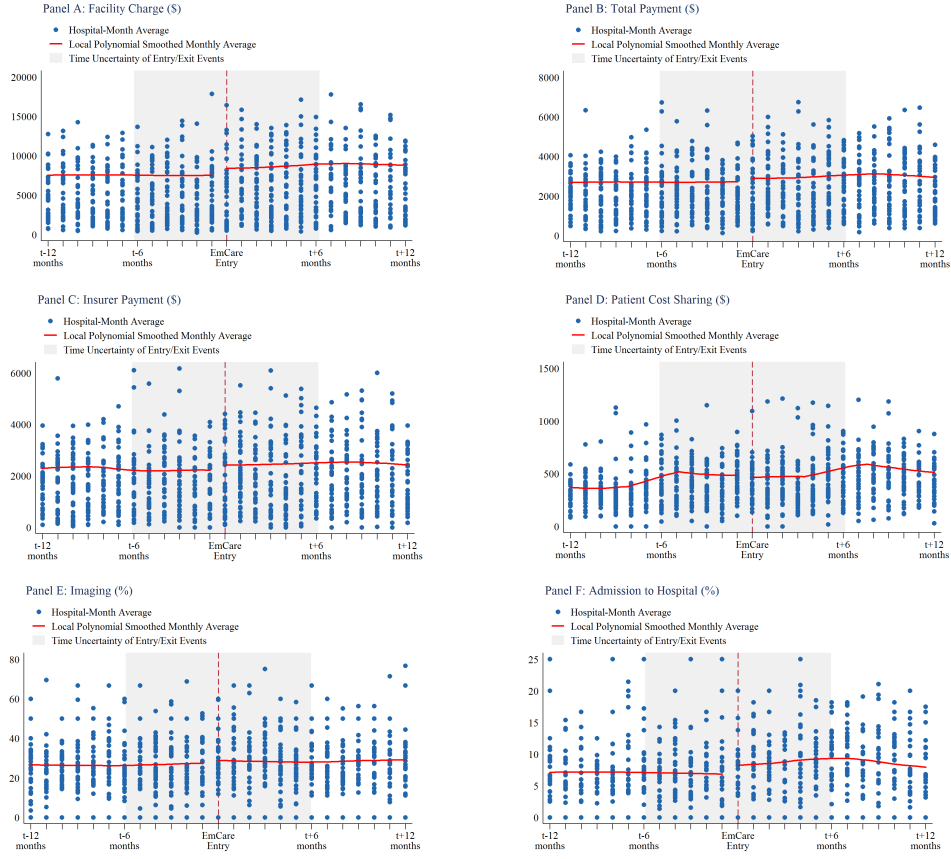 Panel A: Facility Charge ($)
Hospital-Month Average
Local Polynomial Smoothed Monthly Average
Time Uncertainty of Entry/Exit Events
20000
15000
10000
5000
0
t-12
months
t-6
months
EmCare
Entry
t+6
months
t+12
months
Panel B: Total Payment ($)
Hospital-Month Average
Local Polynomial Smoothed Monthly Average
Time Uncertainty of Entry/Exit Events
8000
6000
4000
2000
0
t-12
months
t-6
months
EmCare
Entry
t+6
months
t+12
months
Panel C: Insurer Payment ($)
Hospital-Month Average
Local Polynomial Smoothed Monthly Average
Time Uncertainty of Entry/Exit Events
6000
4000
2000
0
t-12
months
t-6
months
EmCare
Entry
t+6
months
t+12
months
Panel D: Patient Cost Sharing ($)
Hospital-Month Average
Local Polynomial Smoothed Monthly Average
Time Uncertainty of Entry/Exit Events
1500
1000
500
0
t-12
months
t-6
months
EmCare
Entry
t+6
months
t+12
months
Panel E: Imaging (%)
Hospital-Month Average
Local Polynomial Smoothed Monthly Average
Time Uncertainty of Entry/Exit Events
80
60
40
20
0
t-12
months
t-6
months
EmCare
Entry
t+6
months
t+12
months
Panel F: Admission to Hospital (%)
Hospital-Month Average
Local Polynomial Smoothed Monthly Average
Time Uncertainty of Entry/Exit Events
25
20
15
10
5
0
t-12
months
t-6
months
EmCare
Entry
t+6
months
t+12
months